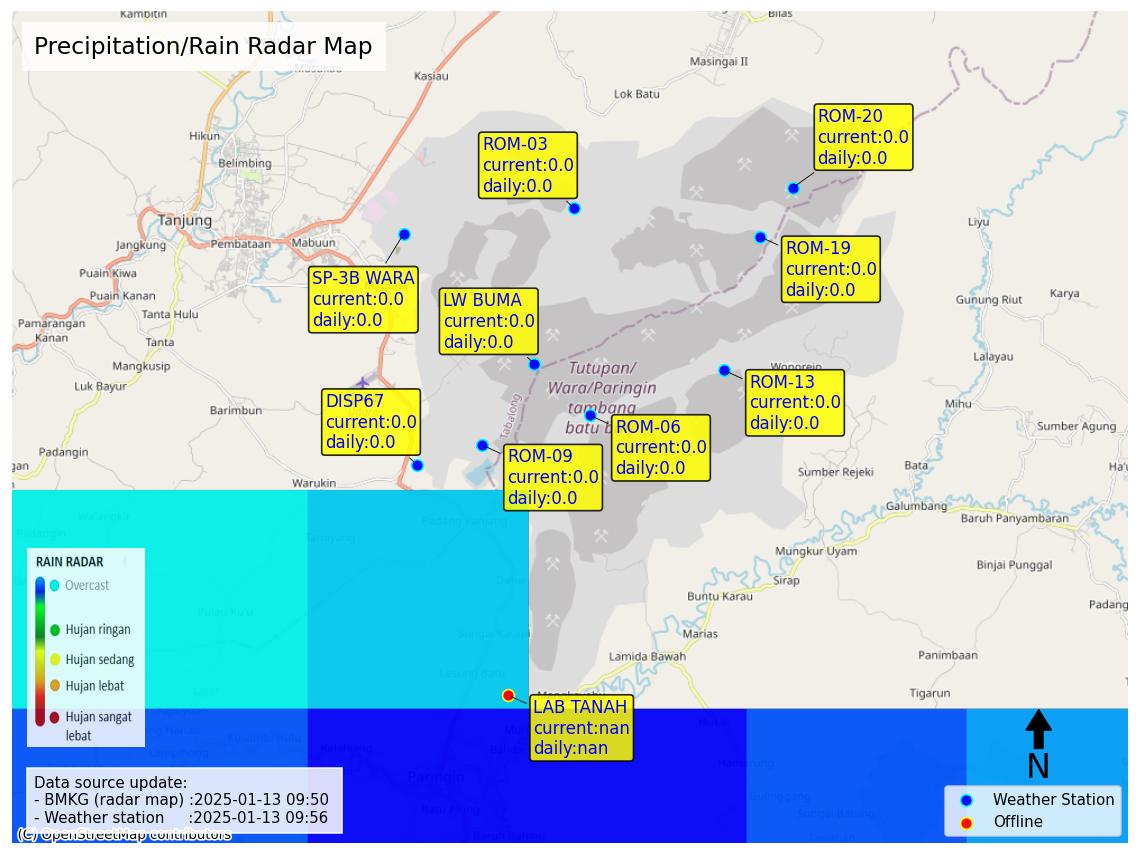 Kambitin
Bilas
Precipitation/Rain Radar Map
Masukau
Kasiau
Masingai II
Lok Batu
Hikun
Belimbing
ROM-03
current:0.0
daily:0.0
ROM-20
current:0.0
daily:0.0
Tanjung
Jangkung
Pembataan
Mabuun
Liyu
ROM-19
current:0.0
daily:0.0
Puain Kiwa
Puain Kanan
SP-3B WARA
current:0.0
daily:0.0
LW BUMA
current:0.0
daily:0.0
Gunung Riut
Karya
Tanta Hulu
Pamarangan
Kanan
Tanta
Mangkusip
Luk Bayur
Lalayau
Tutupan/
Wara/Paringin
tambang
batu b
Wonorejo
ROM-13
current:0.0
daily:0.0
Barimbun
DISP67
current:0.0
daily:0.0
Tabalong
ROM-06
current:0.0
daily:0.0
Mihu
Sumber Agung
Padangin
gan
Warukin
ROM-09
current:0.0
daily:0.0
Sumber Rejeki
Bata
Galumbang
Baruh Panyambaran
Padang Panjang
Tamiyang
Mungkur Uyam
Binjai Punggal
Sirap
Buntu Karau
Padang
RAIN RADAR
Overcast
Hujan ringan
Hujan sedang
Hujan lebat
Hujan sangat
lebat
Marias
Lamida Bawah
Panimbaan
Tigarun
LAB TANAH
current:nan
daily:nan
Paringin
N
Data source update:
- BMKG (radar map) :2025-01-13 09:50
- Weather station :2025-01-13 09:56
Weather Station
Offline
(C) OpenStreetMap contributors